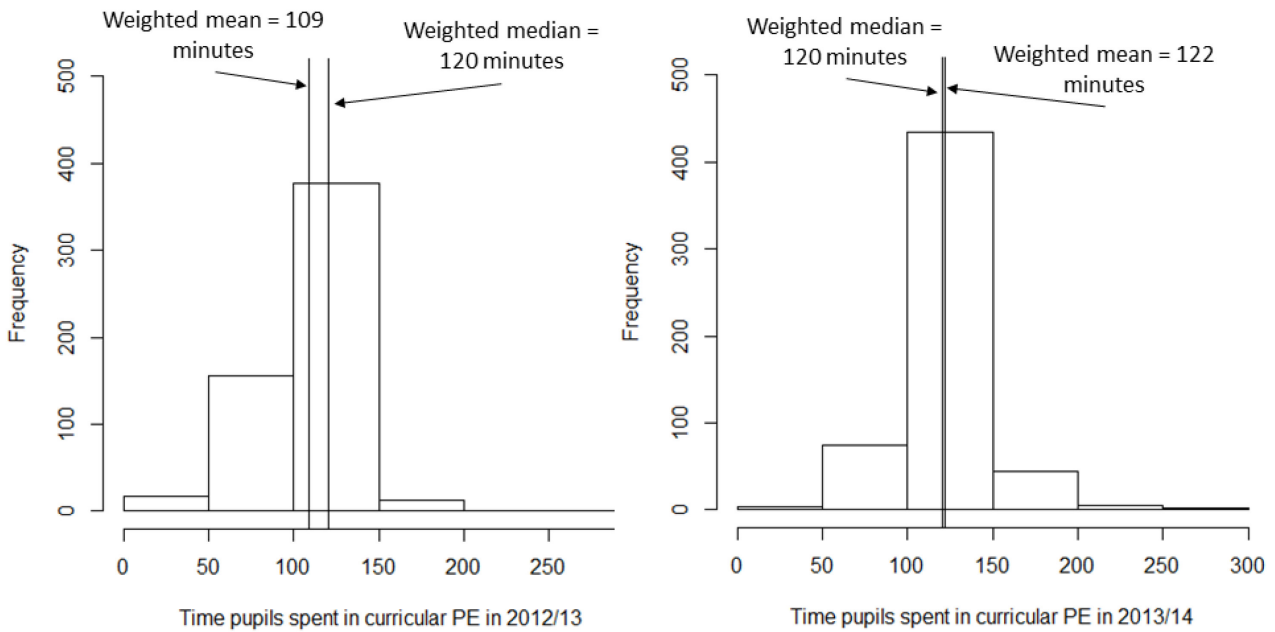 Weighted mean = 109
minutes
Weighted median =
120 minutes
500
400
300
200
100
0
Frequency
0 50 100 150 200 250
Time pupils spent in curricular PE in 2012/13
Weighted median =
120 minutes
Weighted mean = 122
minutes
500
400
300
200
100
0
Frequency
0 50 100 150 200 250 300
Time pupils spent in curricular PE in 2013/14